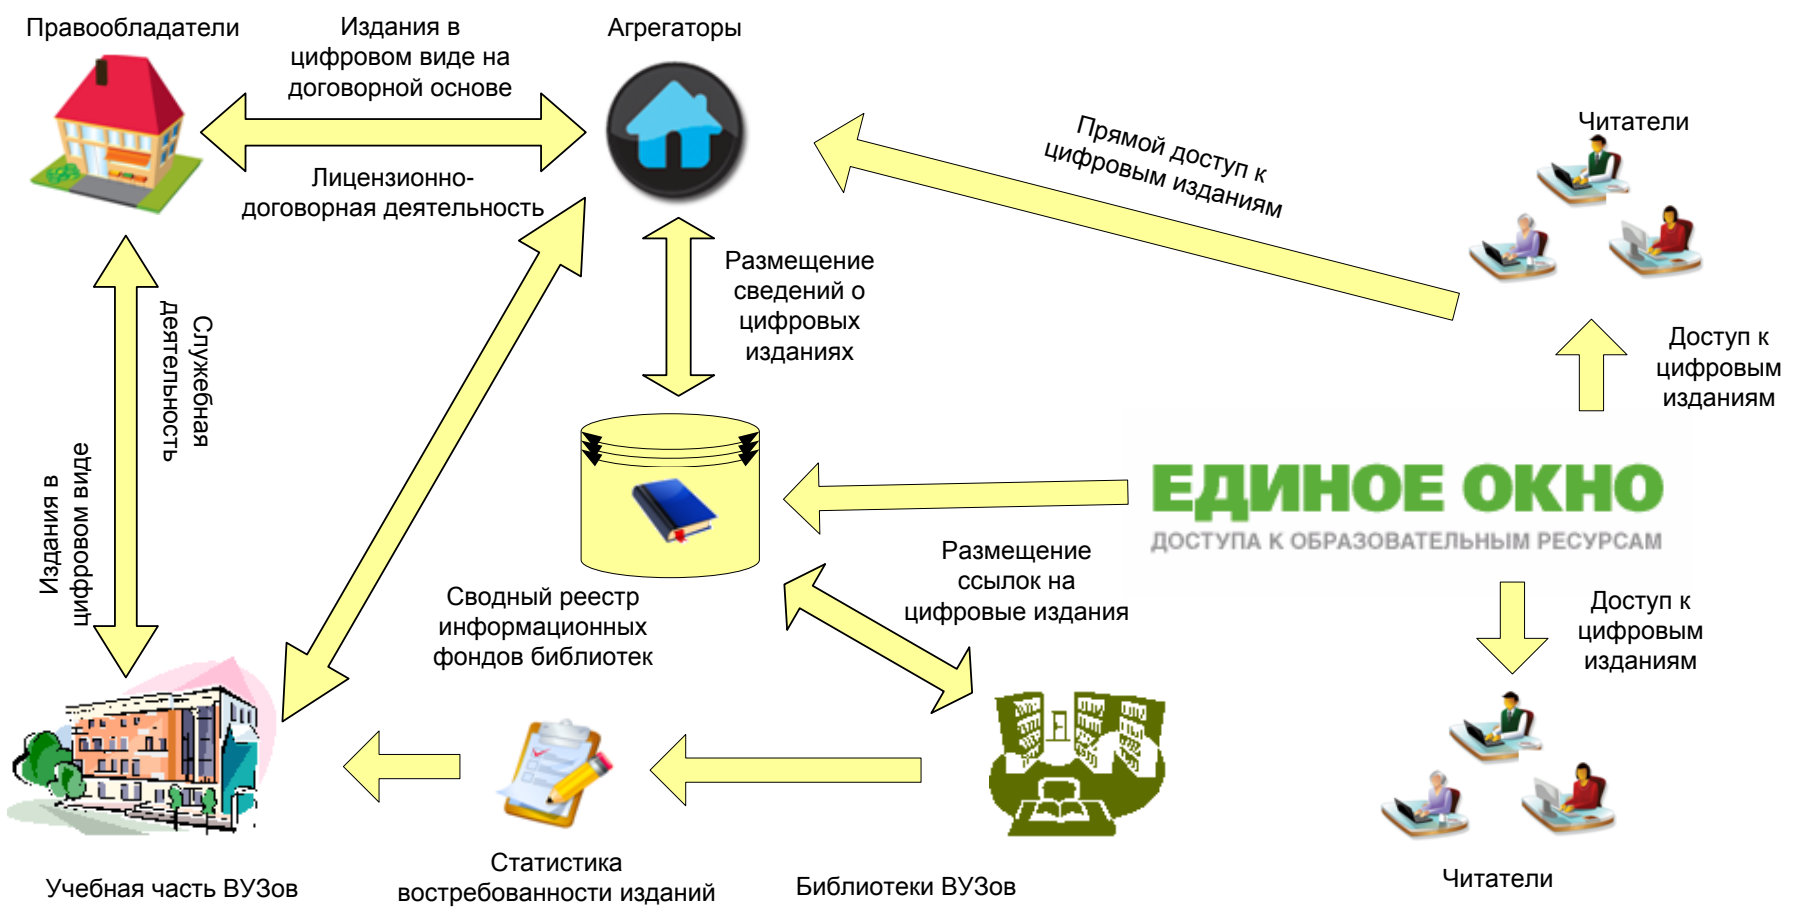 Правообладатели
Издания в
цифровом виде на
договорной основе
Агрегаторы
Лицензионно-
договорная деятельность
Прямой доступ к
цифровым изданиям
Читатели
Размещение
сведений о
цифровых
изданиях
Служебная
деятельность
Издания в
цифровом виде
Доступ к
цифровым
изданиям
ЕДИНОЕ ОКНО
ДОСТУПА К ОБРАЗОВАТЕЛЬНЫМ РЕСУРСАМ
Размещение
ссылок на
цифровые издания
Сводный реестр
информационных
фондов библиотек
Доступ к
цифровым
изданиям
Учебная часть ВУЗов
Статистика
востребованности изданий
Библиотеки ВУЗов
Читатели